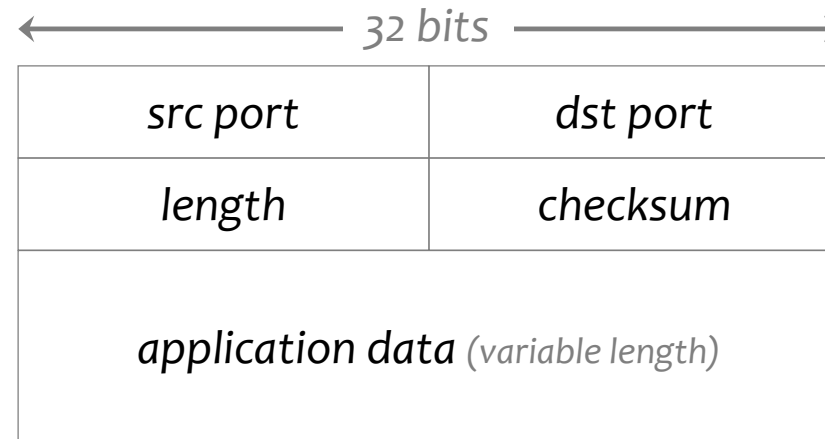 32 bits
src port dst port
length checksum
application data (variable length)